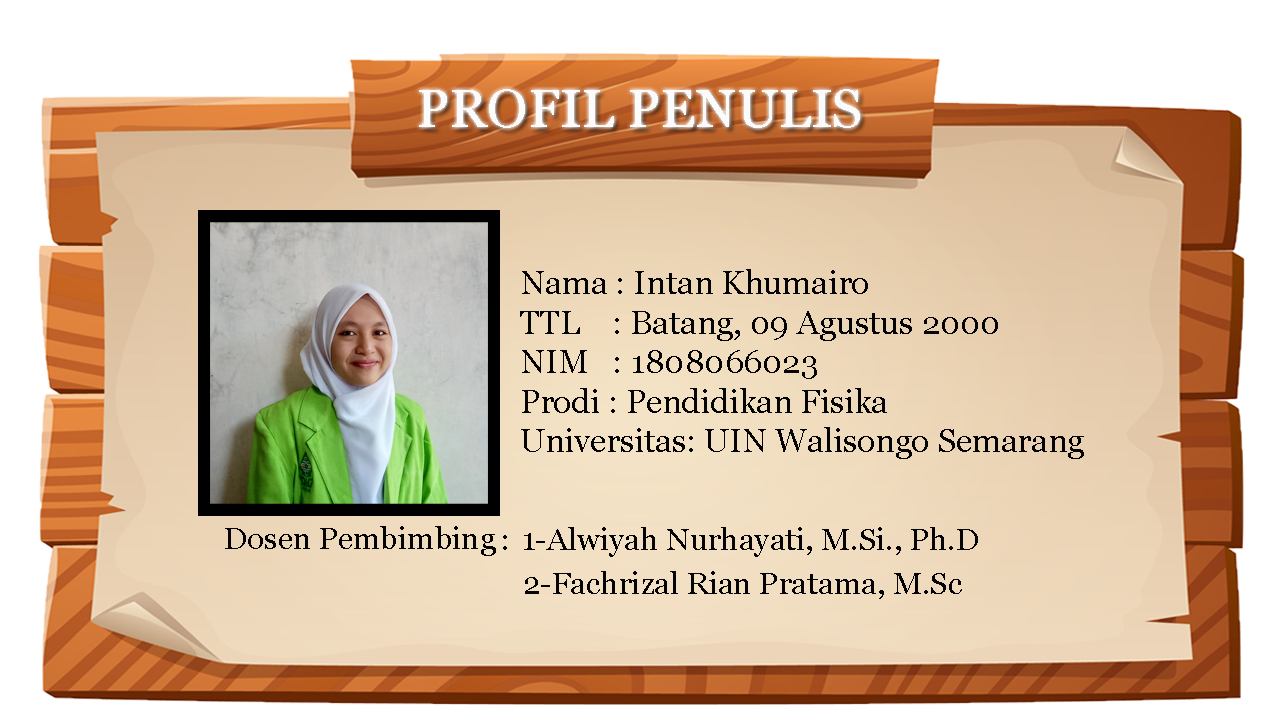 PROFIL PENULIS
Nama : Intan Khumairo
TTL : Batang, 09 Agustus 2000
NIM : 1808066023
Prodi : Pendidikan Fisika
Universitas: UIN Walisongo Semarang
Dosen Pembimbing : 1-Alwiyah Nurhayati, M.Si., Ph.D
2-Fachrizal Rian Pratama, M.Sc